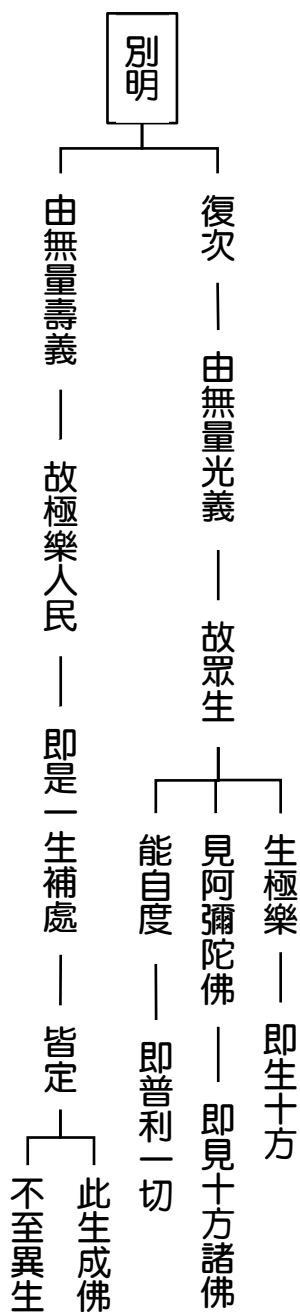 別明
復次
由無量光義
故眾生
生極樂
即生十方
見阿彌陀佛
即見十方諸佛
能自度
即普利一切
由無量壽義
故極樂人民
即是一生補處
皆定
此生成佛
不至異生